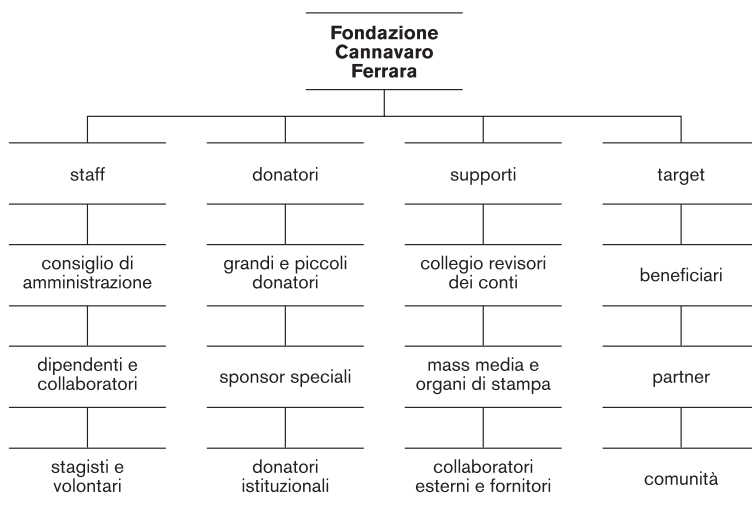 Fondazione
Cannavaro
Ferrara
staff
donatori
supporti
target
consiglio di
amministrazione
grandi e piccoli
donatori
collegio revisori
dei conti
beneficiari
dipendenti e
collaboratori
sponsor speciali
mass media e
organi di stampa
partner
stagisti e
volontari
donatori
istituzionali
collaboratori
esterni e fornitori
comunità